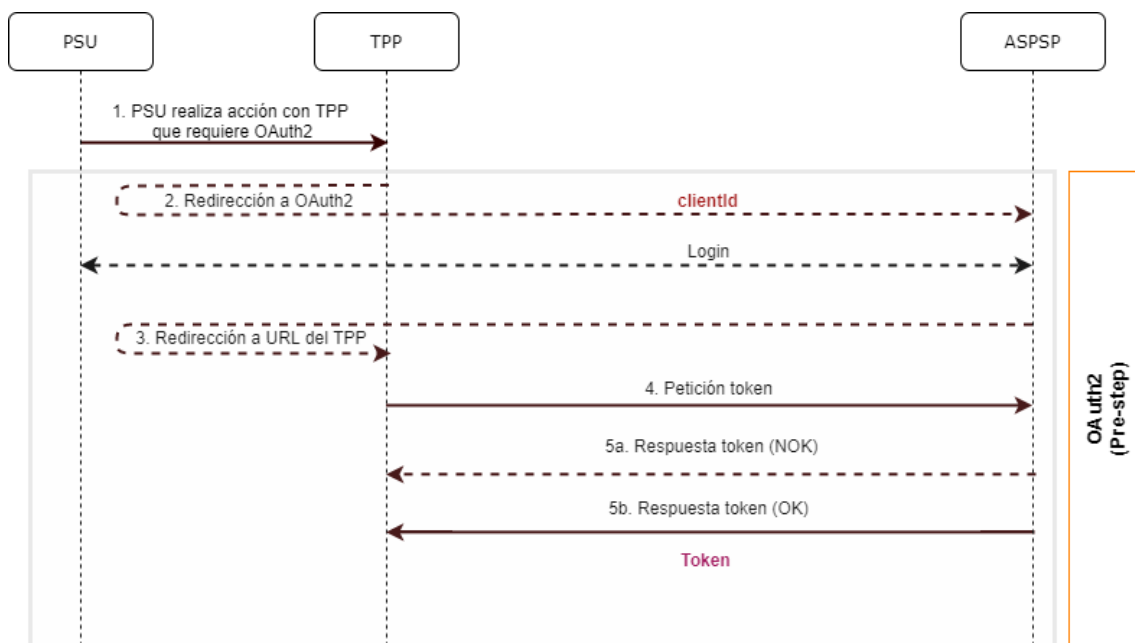 PSU
TPP
ASPSP
1. PSU realiza acción con TPP
que requiere OAuth2
2. Redirección a OAuth2
clientId
Login
3. Redirección a URL del TPP
4. Petición token
5a. Respuesta token (NOK)
5b. Respuesta token (OK)
Token
OAuth2
(Pre-step)